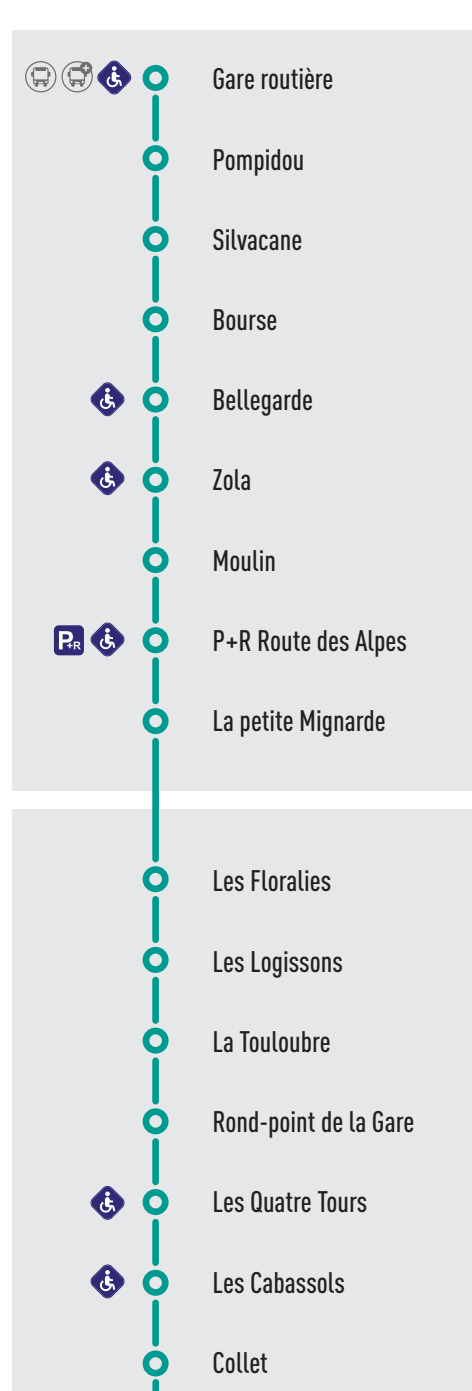 Gare routière
Pompidou
Silvacane
Bourse
Bellegarde
Zola
Moulin
P+R P+R Route des Alpes
La petite Mignarde
Les Floralies
Les Logissons
La Touloubre
Rond-point de la Gare
Les Quatre Tours
Les Cabassols
Collet